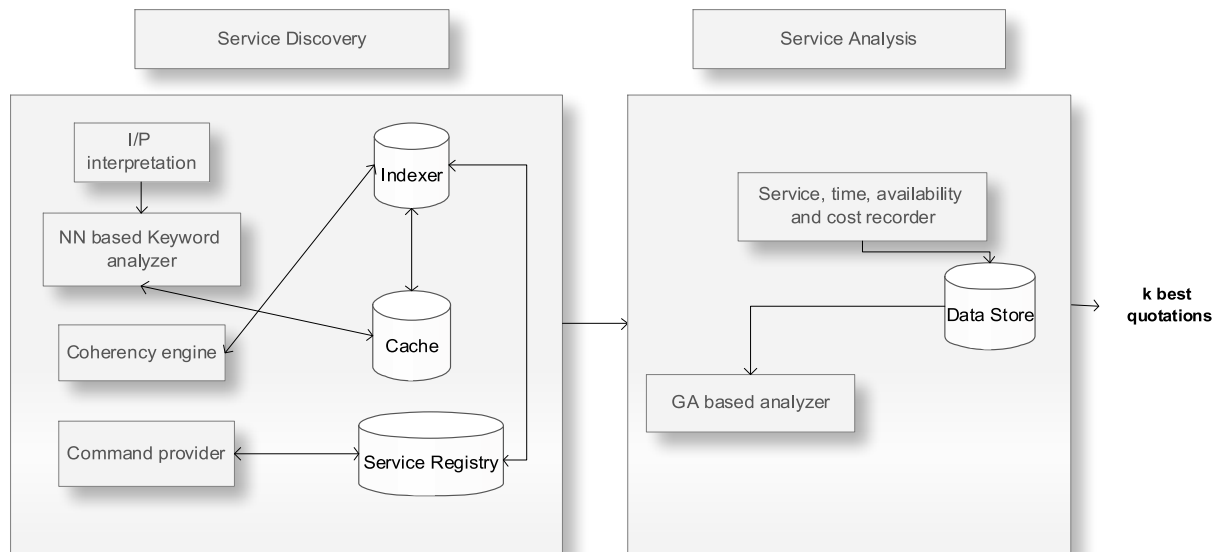 Service Discovery
Service Analysis
I/P
interpretation
Indexer
NN based Keyword
analyzer
Coherency engine
Cache
Command provider
Service Registry
Service, time, availability
and cost recorder
Data Store
GA based analyzer
k best
quotations